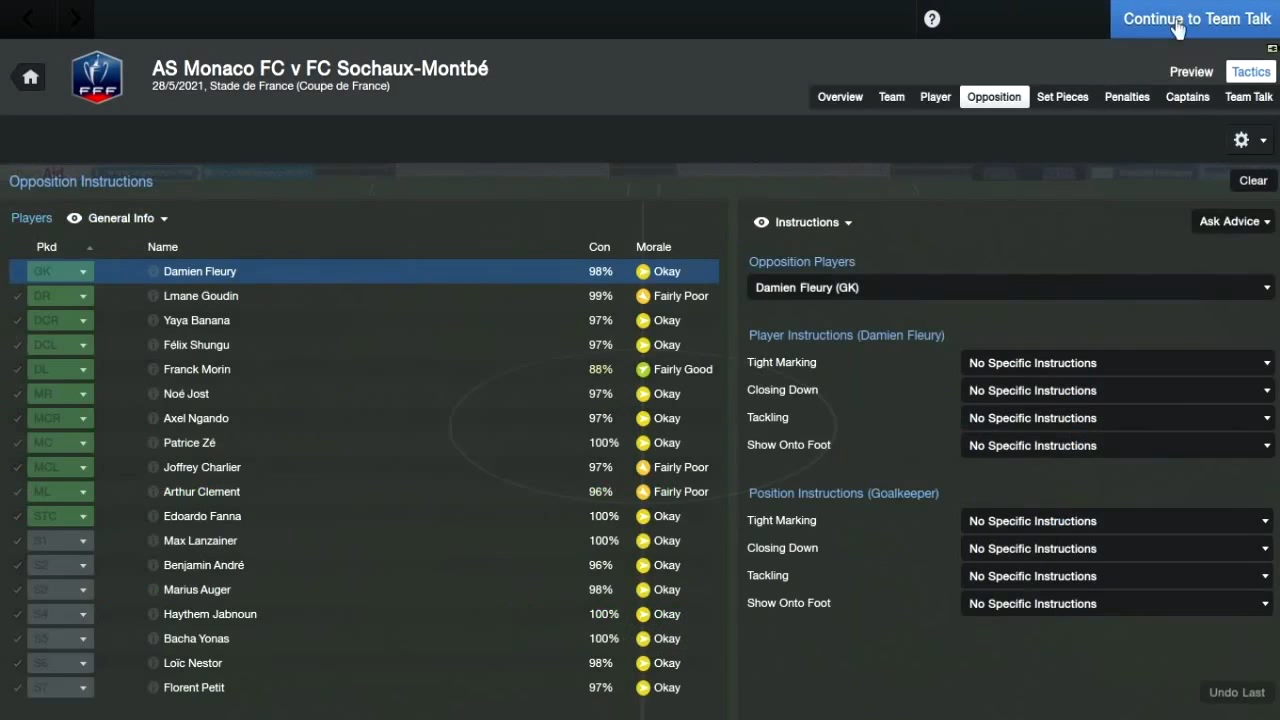 Continue to Team Talk
AS Monaco FC v FC Sochaux-Montbé
28/5/2021, Stade de France (Coupe de France)
FFF
Preview Tactics
Overview Team Player Opposition Set Pieces Penalties Captains Team Talk
Opposition Instructions
Clear
Players General Info
Instructions
Ask Advice
Pkd Name Con Morale
GK Damien Fleury 98% Okay
DR Lmane Goudin 99% Fairly Poor
DCR Yaya Banana 97% Okay
DCL Félix Shungu 97% Okay
DL Franck Morin 88% Fairly Good
MR Noé Jost 97% Okay
MCR Axel Ngando 97% Okay
MC Patrice Zé 100% Okay
MCL Joffrey Charlier 97% Fairly Poor
ML Arthur Clement 96% Fairly Poor
STC Edoardo Fanna 100% Okay
S1 Max Lanzainer 100% Okay
S2 Benjamin André 96% Okay
S3 Marius Auger 98% Okay
S4 Haythem Jabnoun 100% Okay
S5 Bacha Yonas 100% Okay
S6 Loïc Nestor 98% Okay
S7 Florent Petit 97% Okay
Opposition Players
Damien Fleury (GK)
Player Instructions (Damien Fleury)
Tight Marking No Specific Instructions
Closing Down No Specific Instructions
Tackling No Specific Instructions
Show Onto Foot No Specific Instructions
Position Instructions (Goalkeeper)
Tight Marking No Specific Instructions
Closing Down No Specific Instructions
Tackling No Specific Instructions
Show Onto Foot No Specific Instructions
Undo Last